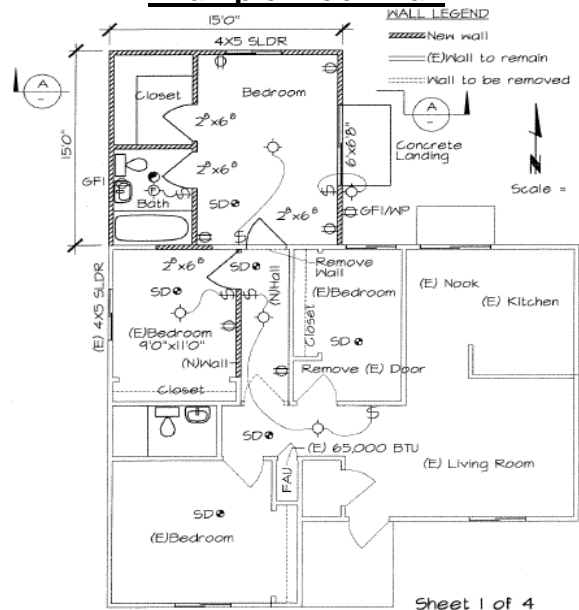 15'0"
WALL LEGEND
4X5 SLDR
New wall
(E)Wall to remain
Wall to be removed
A
-
Closet
Bedroom
A
-
2⁸x6⁸
15'0"
6'x6'8"
Concrete
Landing
N
2⁸x6⁸
GFI
F
Scale =
Bath
SD
2⁸x6⁸
GFI/WP
$
$
$
2⁸x6⁸
SD
Remove
Wall
(E) 4X5 SLDR
SD
(N)Hall
(E)Bedroom
(E) Nook
(E) Kitchen
$
$
(E)Bedroom
9'0"x11'0"
Closet
SD
(N)Wall
Remove (E) Door
Closet
$
SD
(E) 65,000 BTU
FAU
(E) Living Room
SD
(E)Bedroom
Sheet 1 of 4